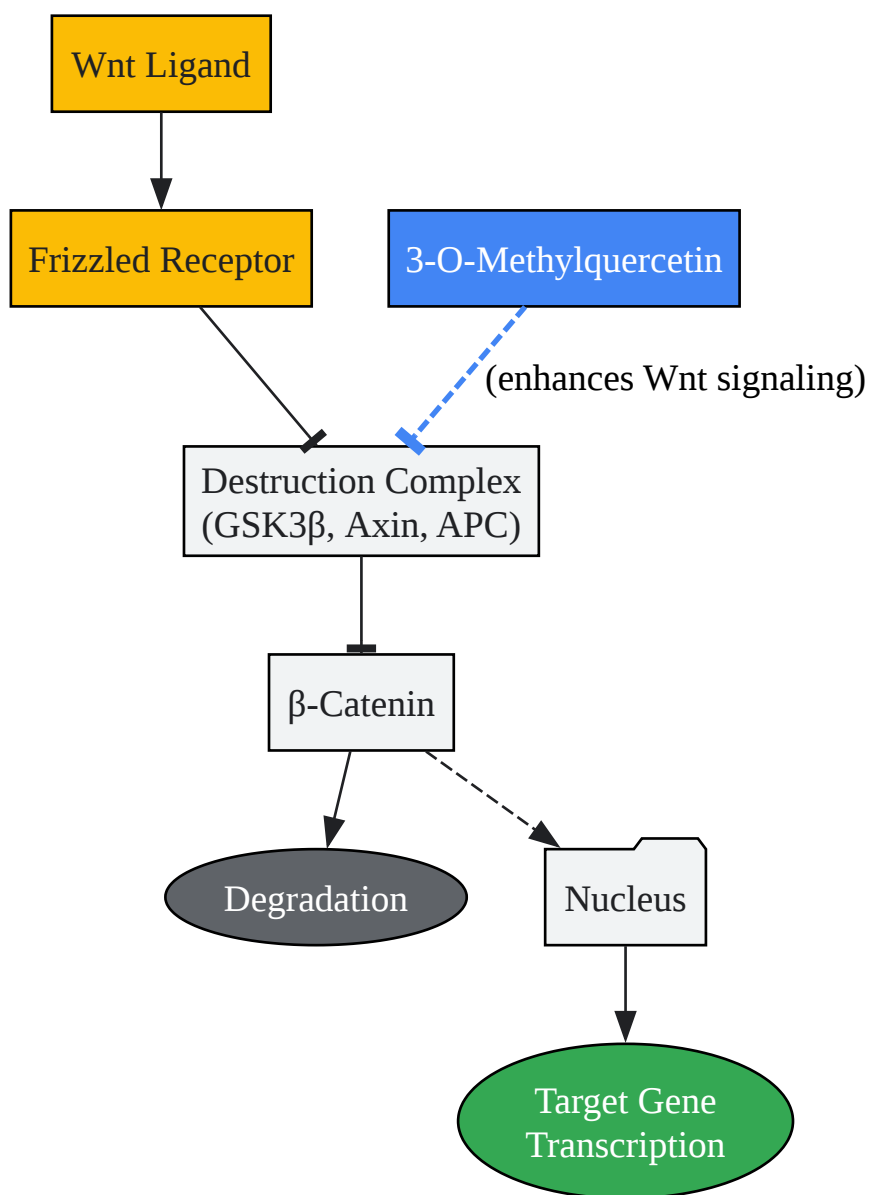 Wnt Ligand
Frizzled Receptor
3-O-Methylquercetin
(enhances Wnt signaling)
Destruction Complex
(GSK3β, Axin, APC)
β-Catenin
Degradation
Nucleus
Target Gene
Transcription